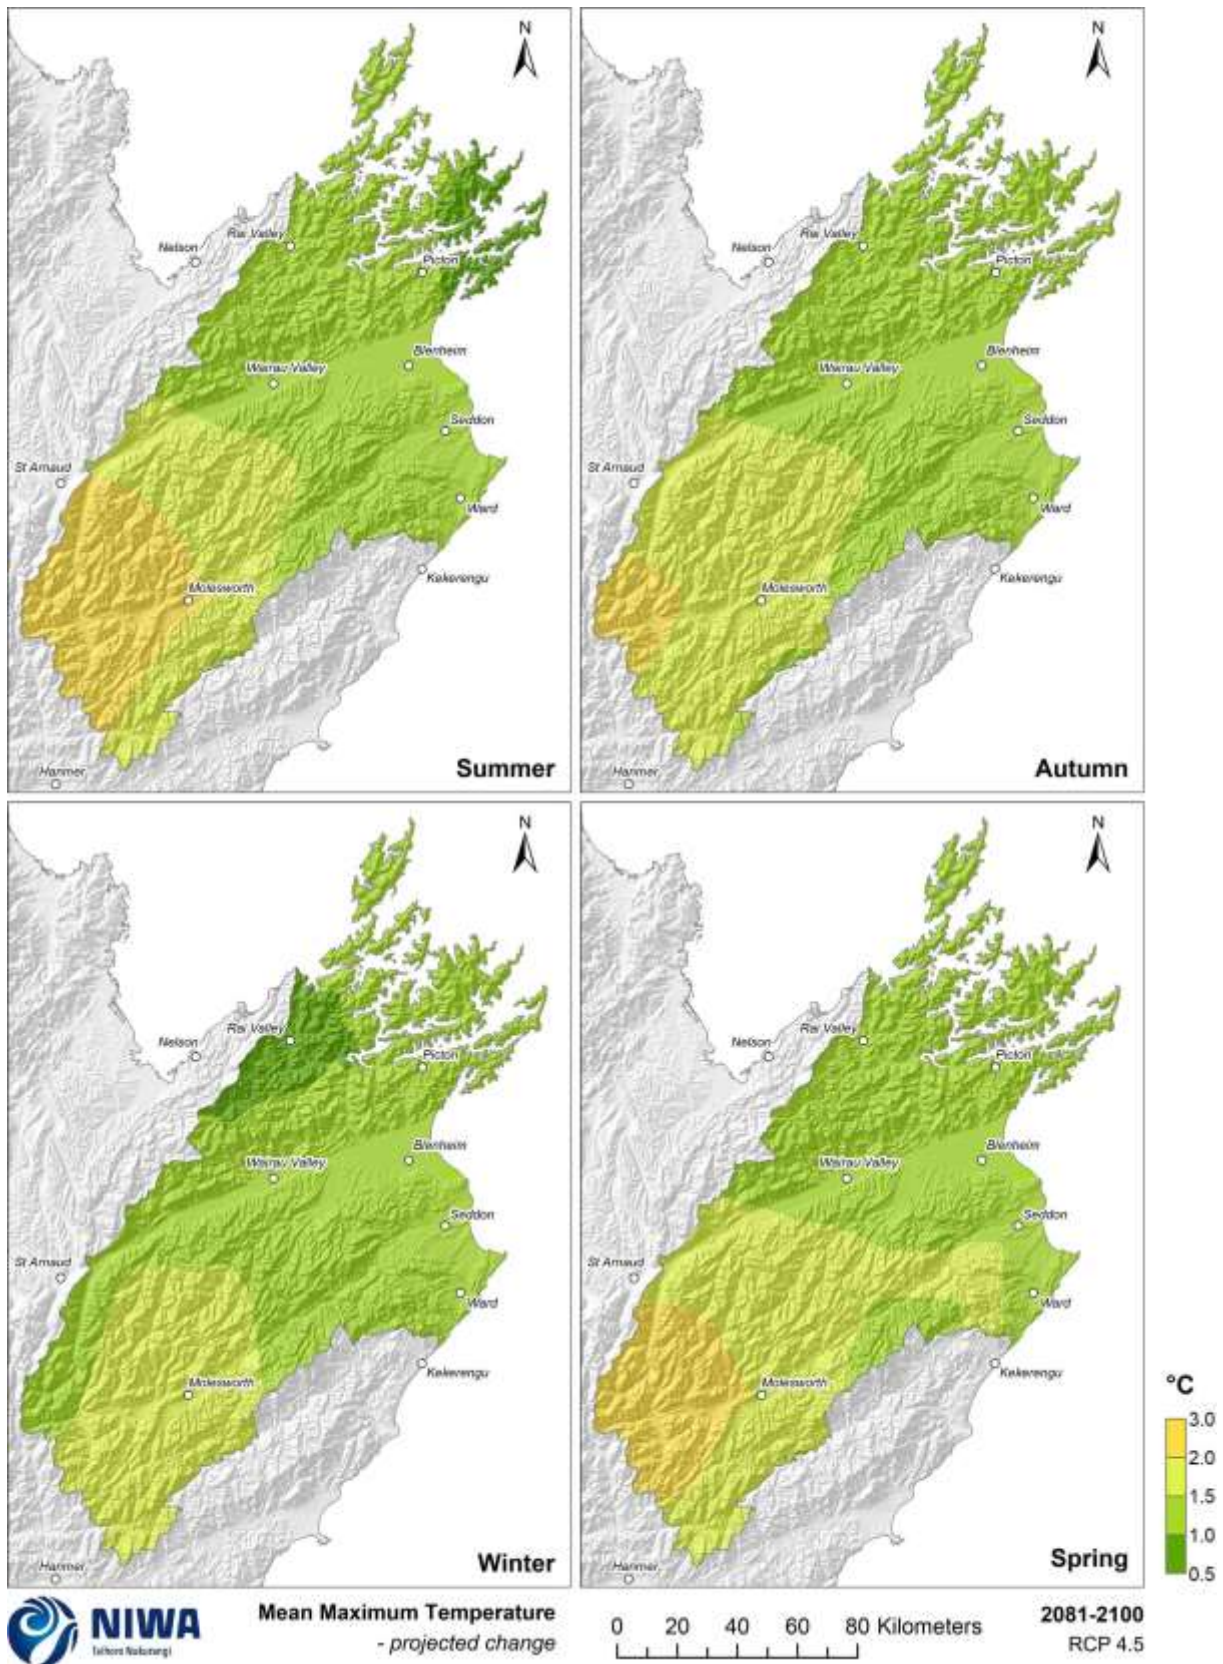 N
Nelson
Rai Valley
Picton
Wairau Valley
Blenheim
Seddon
St Arnaud
Ward
Molesworth
Kekerengu
Hanmer
Summer
N
Nelson
Rai Valley
Picton
Wairau Valley
Blenheim
Seddon
St Arnaud
Ward
Molesworth
Kekerengu
Hanmer
Autumn
N
Nelson
Rai Valley
Picton
Wairau Valley
Blenheim
Seddon
St Arnaud
Ward
Molesworth
Kekerengu
Hanmer
Winter
N
Nelson
Rai Valley
Picton
Wairau Valley
Blenheim
Seddon
St Arnaud
Ward
Molesworth
Kekerengu
Hanmer
Spring
°C
3.0
2.0
1.5
1.0
0.5
NIWA
Taihoro Nukurangi
Mean Maximum Temperature
- projected change
0 20 40 60 80 Kilometers
2081-2100
RCP 4.5